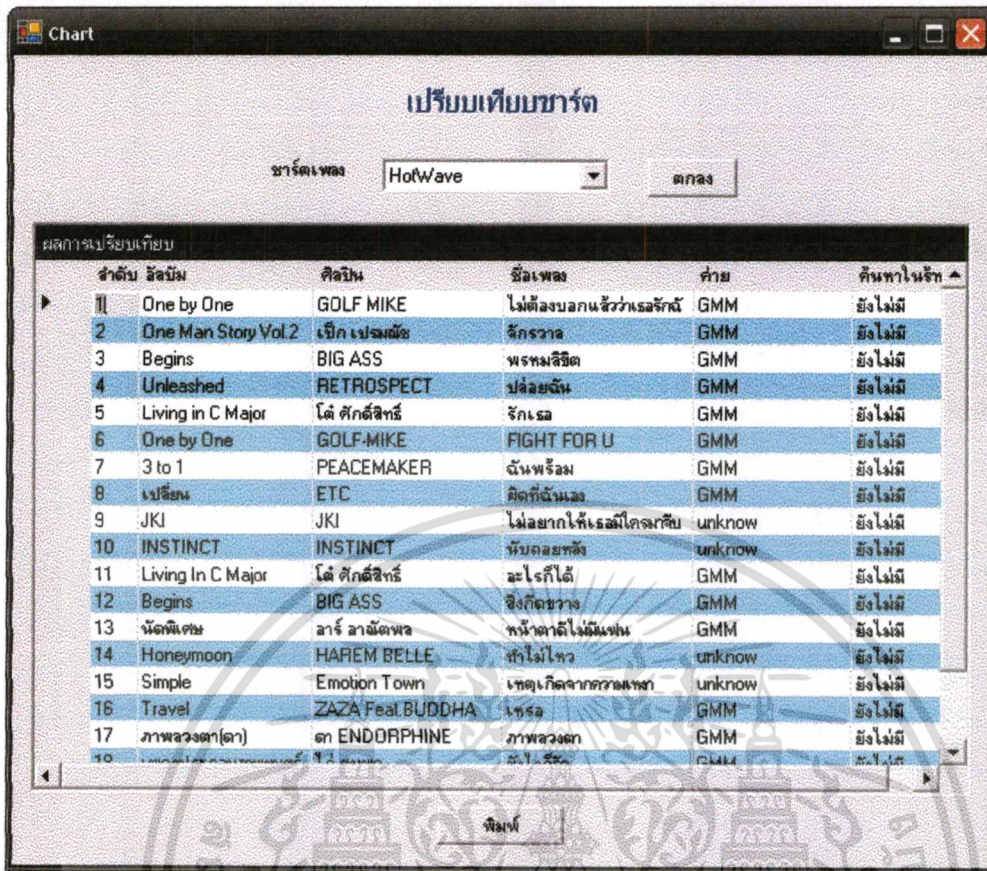 Chart
เปรียบเทียบชาร์ต
ชาร์ตเพลง HotWave ตกลง
ผลการเปรียบเทียบ
ลำดับ อัลบัม ศิลปิน ชื่อเพลง ค่าย ค้นหาในร้าน
1 One by One GOLF MIKE ไม่ต้องบอกแล้วว่าเธอรักฉั GMM ยังไม่มี
2 One Man Story Vol.2 เป๊ก เปรมณัช จักรวาล GMM ยังไม่มี
3 Begins BIG ASS พรหมลิขิต GMM ยังไม่มี
4 Unleashed RETROSPECT ปล่อยฉัน GMM ยังไม่มี
5 Living in C Major โต๋ ศักดิ์สิทธิ์ รักเธอ GMM ยังไม่มี
6 One by One GOLF-MIKE FIGHT FOR U GMM ยังไม่มี
7 3 to 1 PEACEMAKER ฉันพร้อม GMM ยังไม่มี
8 เปลี่ยน ETC ผิดที่ฉันเอง GMM ยังไม่มี
9 JKI JKI ไม่อยากให้เธอมีใครมาจีบ unknow ยังไม่มี
10 INSTINCT INSTINCT นับถอยหลัง unknow ยังไม่มี
11 Living In C Major โต๋ ศักดิ์สิทธิ์ อะไรก็ได้ GMM ยังไม่มี
12 Begins BIG ASS สิ่งกีดขวาง GMM ยังไม่มี
13 นัดพิเศษ อาร์ อาณัตพล หน้าตาดีไม่มีแฟน GMM ยังไม่มี
14 Honeymoon HAREM BELLE ทำไม่ไหว unknow ยังไม่มี
15 Simple Emotion Town เหตุเกิดจากความเหงา unknow ยังไม่มี
16 Travel ZAZA Feat.BUDDHA เหรอ GMM ยังไม่มี
17 ภาพลวงตา(ดา) ดา ENDORPHINE ภาพลวงตา GMM ยังไม่มี
18 GMM ยังไม่มี
พิมพ์